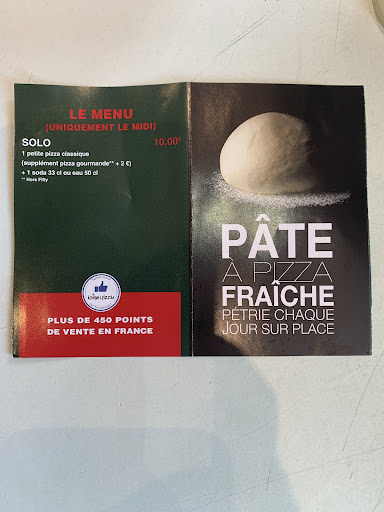 LE MENU
(UNIQUEMENT LE MIDI)
SOLO 10,00€
1 petite pizza classique
(supplément pizza gourmande** + 2 €)
+ 1 soda 33 cl ou eau 50 cl
** Hors Fifty
PLUS DE 450 POINTS
DE VENTE EN FRANCE
PÂTE
À PIZZA
FRAÎCHE
PÉTRIE CHAQUE
JOUR SUR PLACE